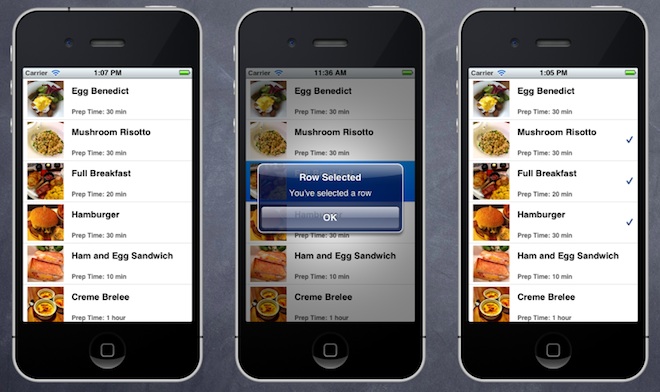 Carrier 1:07 PM
Egg Benedict
Prep Time: 30 min
Mushroom Risotto
Prep Time: 30 min
Full Breakfast
Prep Time: 20 min
Hamburger
Prep Time: 30 min
Ham and Egg Sandwich
Prep Time: 10 min
Creme Brelee
Prep Time: 1 hour
Carrier 11:36 AM
Egg Benedict
Prep Time: 30 min
Mushroom Risotto
Prep Time: 30 min
Row Selected
You've selected a row
OK
Prep Time: 30 min
Ham and Egg Sandwich
Prep Time: 10 min
Creme Brelee
Prep Time: 1 hour
Carrier 1:05 PM
Egg Benedict
Prep Time: 30 min
Mushroom Risotto
Prep Time: 30 min
Full Breakfast
Prep Time: 20 min
Hamburger
Prep Time: 30 min
Ham and Egg Sandwich
Prep Time: 10 min
Creme Brelee
Prep Time: 1 hour